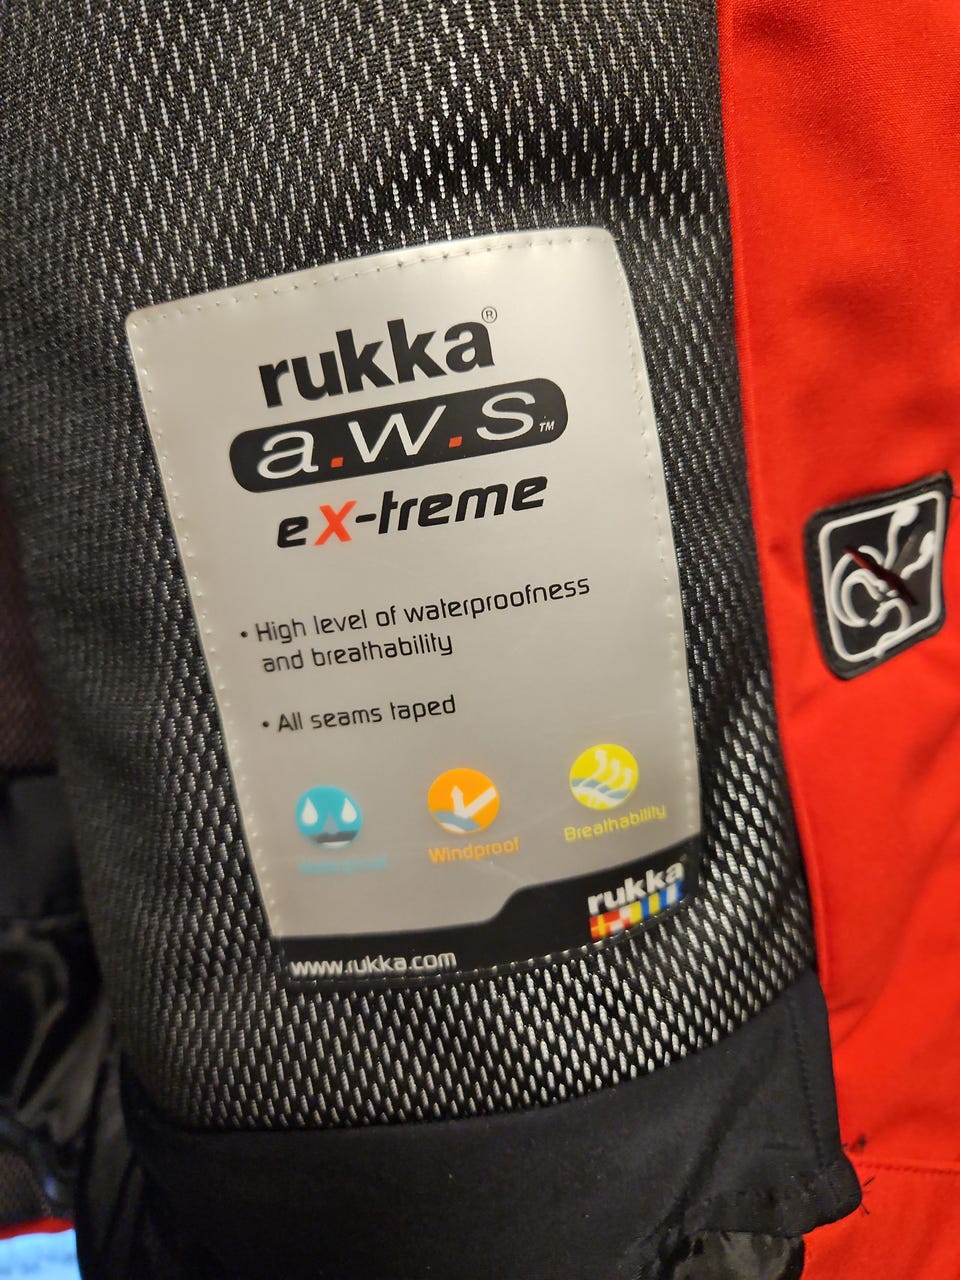 rukka®
a.w.s™
eX-treme
• High level of waterproofness
and breathability
• All seams taped
Waterproof
Windproof
Breathability
rukka
www.rukka.com